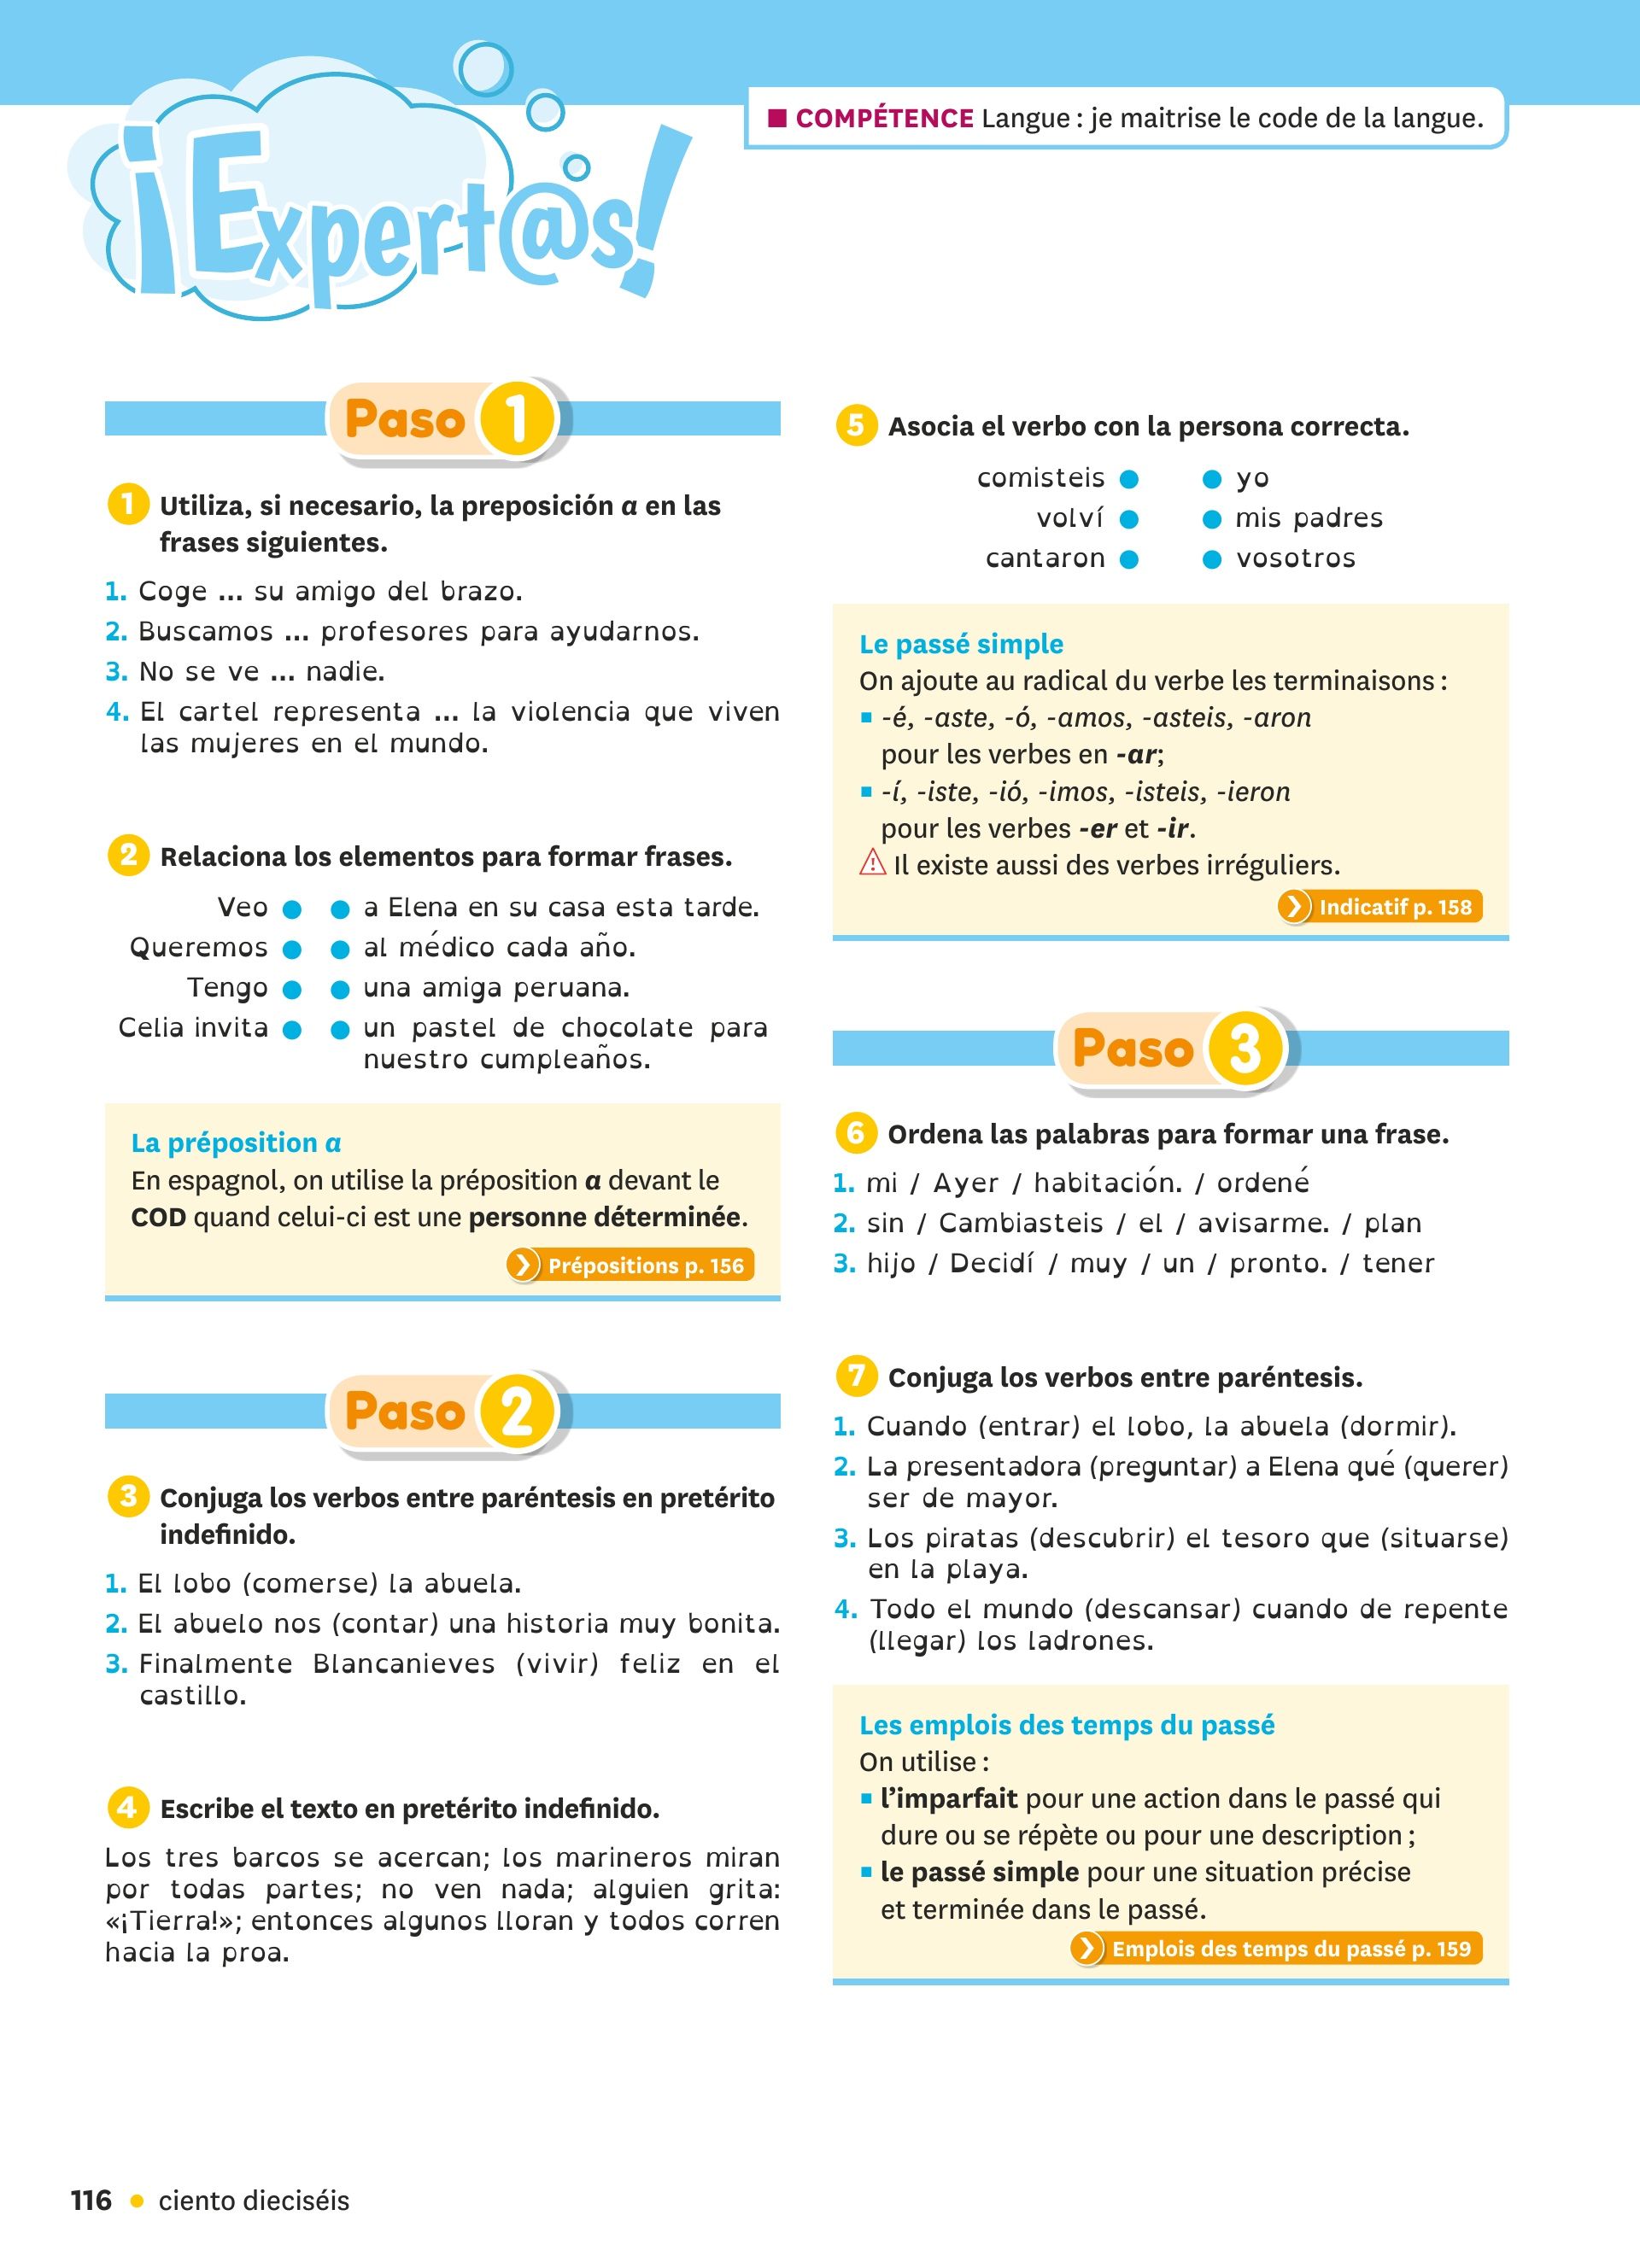 ■ COMPÉTENCE Langue : je maitrise le code de la langue.
¡Expert@s!
Paso 1
1 Utiliza, si necesario, la preposición a en las
frases siguientes.
1. Coge ... su amigo del brazo.
2. Buscamos ... profesores para ayudarnos.
3. No se ve ... nadie.
4. El cartel representa ... la violencia que viven
las mujeres en el mundo.
2 Relaciona los elementos para formar frases.
Veo ● ● a Elena en su casa esta tarde.
Queremos ● ● al médico cada año.
Tengo ● ● una amiga peruana.
Celia invita ● ● un pastel de chocolate para
nuestro cumpleaños.
La préposition a
En espagnol, on utilise la préposition a devant le
COD quand celui-ci est une personne déterminée.
Prépositions p. 156
Paso 2
3 Conjuga los verbos entre paréntesis en pretérito
indefinido.
1. El lobo (comerse) la abuela.
2. El abuelo nos (contar) una historia muy bonita.
3. Finalmente Blancanieves (vivir) feliz en el
castillo.
4 Escribe el texto en pretérito indefinido.
Los tres barcos se acercan; los marineros miran
por todas partes; no ven nada; alguien grita:
«¡Tierra!»; entonces algunos lloran y todos corren
hacia la proa.
5 Asocia el verbo con la persona correcta.
comisteis ● ● yo
volví ● ● mis padres
cantaron ● ● vosotros
Le passé simple
On ajoute au radical du verbe les terminaisons :
▪ -é, -aste, -ó, -amos, -asteis, -aron
pour les verbes en -ar;
▪ -í, -iste, -ió, -imos, -isteis, -ieron
pour les verbes -er et -ir.
⚠ Il existe aussi des verbes irréguliers.
Indicatif p. 158
Paso 3
6 Ordena las palabras para formar una frase.
1. mi / Ayer / habitación. / ordené
2. sin / Cambiasteis / el / avisarme. / plan
3. hijo / Decidí / muy / un / pronto. / tener
7 Conjuga los verbos entre paréntesis.
1. Cuando (entrar) el lobo, la abuela (dormir).
2. La presentadora (preguntar) a Elena qué (querer)
ser de mayor.
3. Los piratas (descubrir) el tesoro que (situarse)
en la playa.
4. Todo el mundo (descansar) cuando de repente
(llegar) los ladrones.
Les emplois des temps du passé
On utilise :
▪ l'imparfait pour une action dans le passé qui
dure ou se répète ou pour une description ;
▪ le passé simple pour une situation précise
et terminée dans le passé.
Emplois des temps du passé p. 159
116 ● ciento dieciséis